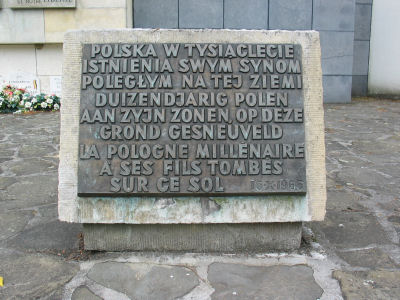 POLSKA W TYSIĄCLECIE
ISTNIENIA SWYM SYNOM
POLEGŁYM NA TEJ ZIEMI
DUIZENDJARIG POLEN
AAN ZYJN ZONEN, OP DEZE
GROND GESNEUVELD
LA POLOGNE MILLÉNAIRE
A SES FILS TOMBÉS
SUR CE SOL